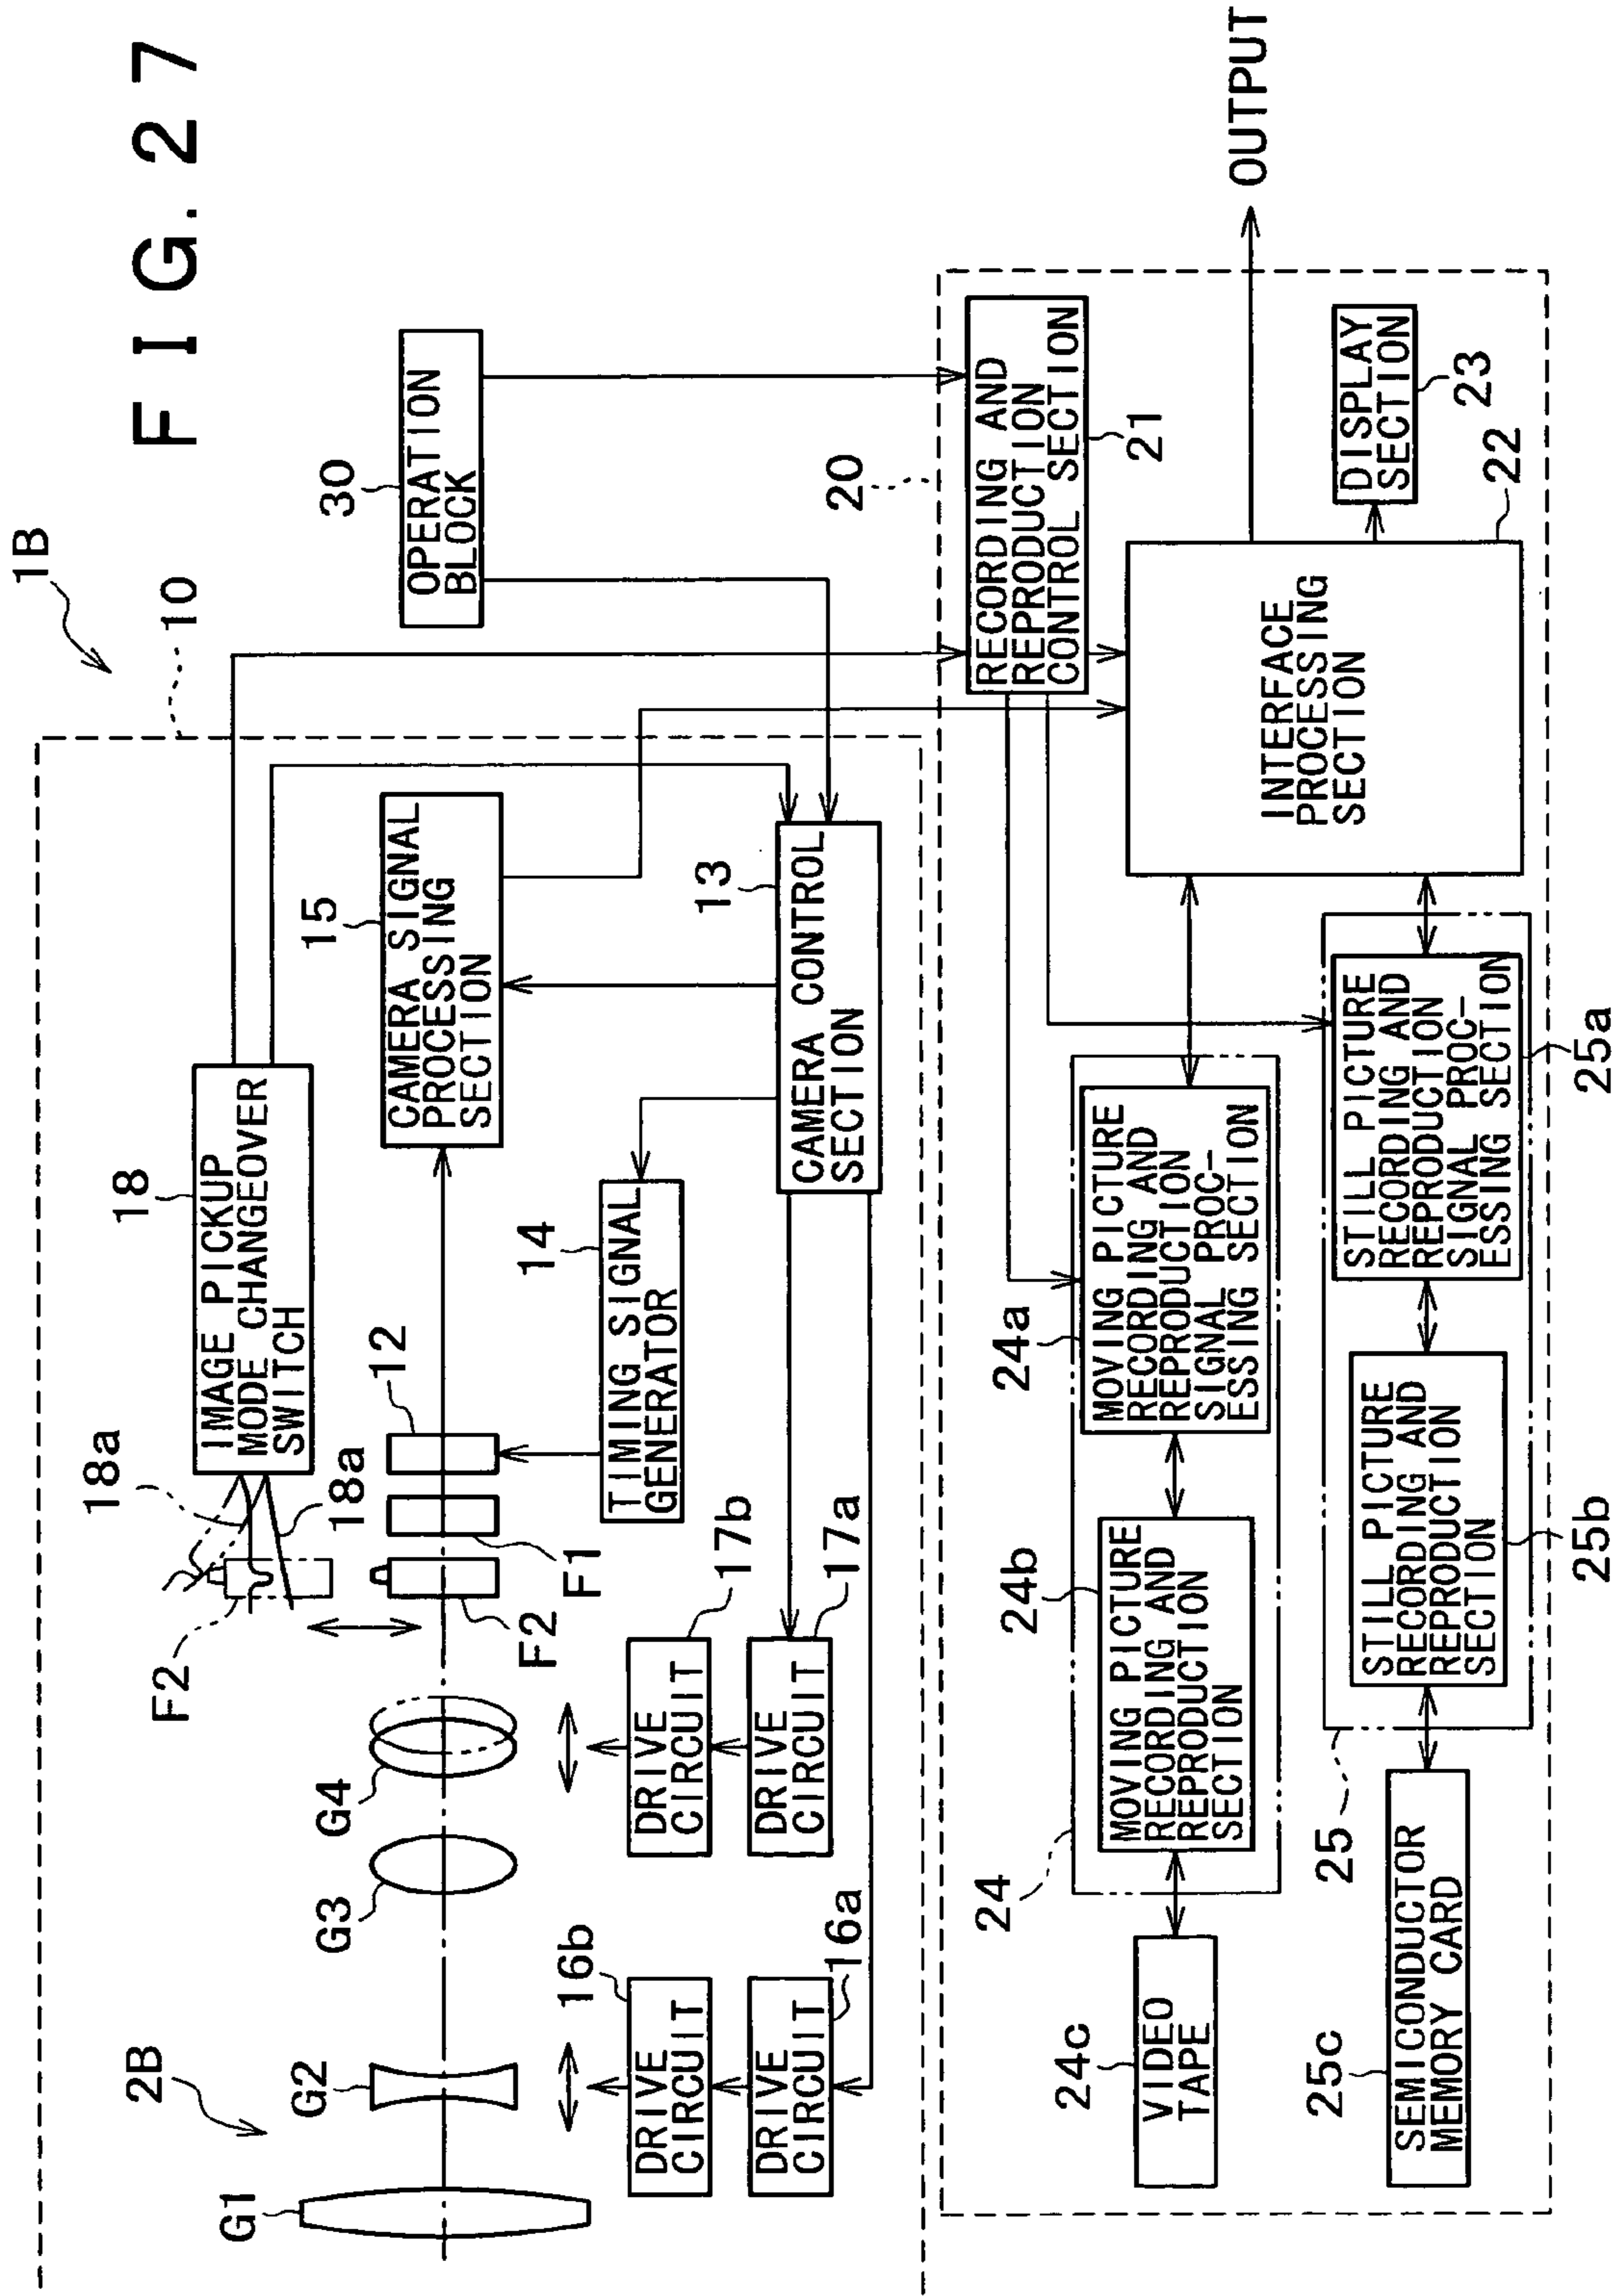 FIG. 27
1B
10
18
IMAGE PICKUP
MODE CHANGEOVER
SWITCH
18a
18a
F2
2B
G1
G2
G3
G4
F2
F1
12
15
CAMERA SIGNAL
PROCESSING
SECTION
30
OPERATION
BLOCK
14
TIMING SIGNAL
GENERATOR
16b
DRIVE
CIRCUIT
17b
DRIVE
CIRCUIT
DRIVE
CIRCUIT
16a
DRIVE
CIRCUIT
17a
13
CAMERA CONTROL
SECTION
20
RECORDING AND
REPRODUCTION
CONTROL SECTION
21
OUTPUT
24
24b
MOVING PICTURE
RECORDING AND
REPRODUCTION
SECTION
24a
MOVING PICTURE
RECORDING AND
REPRODUCTION
SIGNAL PROC-
ESSING SECTION
24c
VIDEO
TAPE
INTERFACE
PROCESSING
SECTION
22
DISPLAY
SECTION
23
25c
SEMICONDUCTOR
MEMORY CARD
25
STILL PICTURE
RECORDING AND
REPRODUCTION
SECTION
25b
STILL PICTURE
RECORDING AND
REPRODUCTION
SIGNAL PROC-
ESSING SECTION
25a